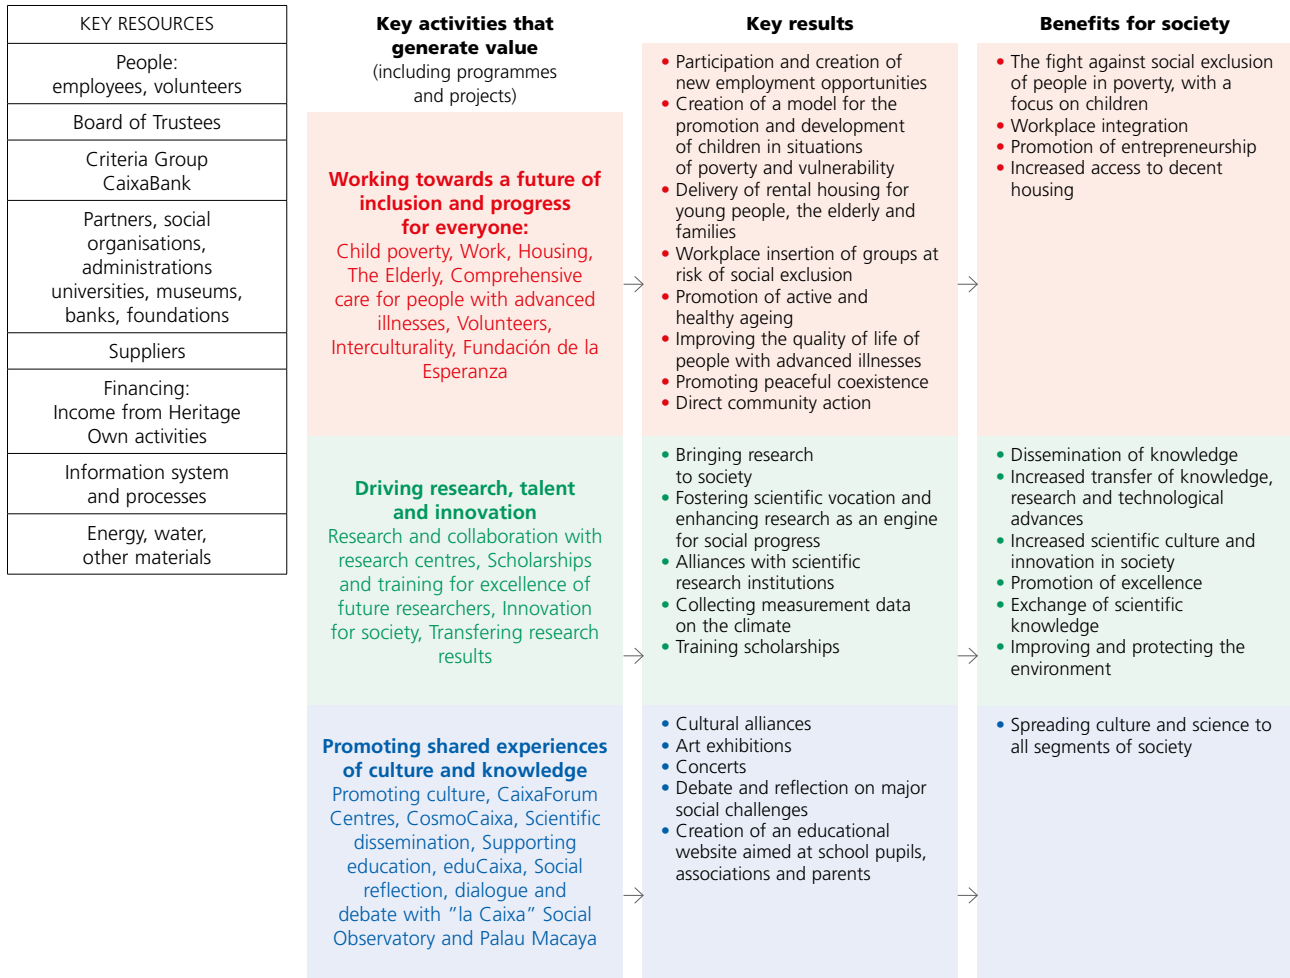 KEY RESOURCES
People:
employees, volunteers
Board of Trustees
Criteria Group
CaixaBank
Partners, social
organisations,
administrations
universities, museums,
banks, foundations
Suppliers
Financing:
Income from Heritage
Own activities
Information system
and processes
Energy, water,
other materials
Key activities that
generate value
(including programmes
and projects)
Working towards a future of
inclusion and progress
for everyone:
Child poverty, Work, Housing,
The Elderly, Comprehensive
care for people with advanced
illnesses, Volunteers,
Interculturality, Fundación de la
Esperanza
Driving research, talent
and innovation
Research and collaboration with
research centres, Scholarships
and training for excellence of
future researchers, Innovation
for society, Transfering research
results
Promoting shared experiences
of culture and knowledge
Promoting culture, CaixaForum
Centres, CosmoCaixa, Scientific
dissemination, Supporting
education, eduCaixa, Social
reflection, dialogue and
debate with ”la Caixa” Social
Observatory and Palau Macaya
Key results
• Participation and creation of
new employment opportunities
• Creation of a model for the
promotion and development
of children in situations
of poverty and vulnerability
• Delivery of rental housing for
young people, the elderly and
families
• Workplace insertion of groups at
risk of social exclusion
• Promotion of active and
healthy ageing
• Improving the quality of life of
people with advanced illnesses
• Promoting peaceful coexistence
• Direct community action
• Bringing research
to society
• Fostering scientific vocation and
enhancing research as an engine
for social progress
• Alliances with scientific
research institutions
• Collecting measurement data
on the climate
• Training scholarships
• Cultural alliances
• Art exhibitions
• Concerts
• Debate and reflection on major
social challenges
• Creation of an educational
website aimed at school pupils,
associations and parents
Benefits for society
• The fight against social exclusion
of people in poverty, with a
focus on children
• Workplace integration
• Promotion of entrepreneurship
• Increased access to decent
housing
• Dissemination of knowledge
• Increased transfer of knowledge,
research and technological
advances
• Increased scientific culture and
innovation in society
• Promotion of excellence
• Exchange of scientific
knowledge
• Improving and protecting the
environment
• Spreading culture and science to
all segments of society